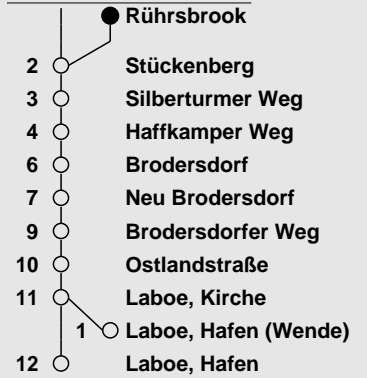 Rührsbrook
2 Stückenberg
3 Silberturmer Weg
4 Haffkamper Weg
6 Brodersdorf
7 Neu Brodersdorf
9 Brodersdorfer Weg
10 Ostlandstraße
11 Laboe, Kirche
1 Laboe, Hafen (Wende)
12 Laboe, Hafen